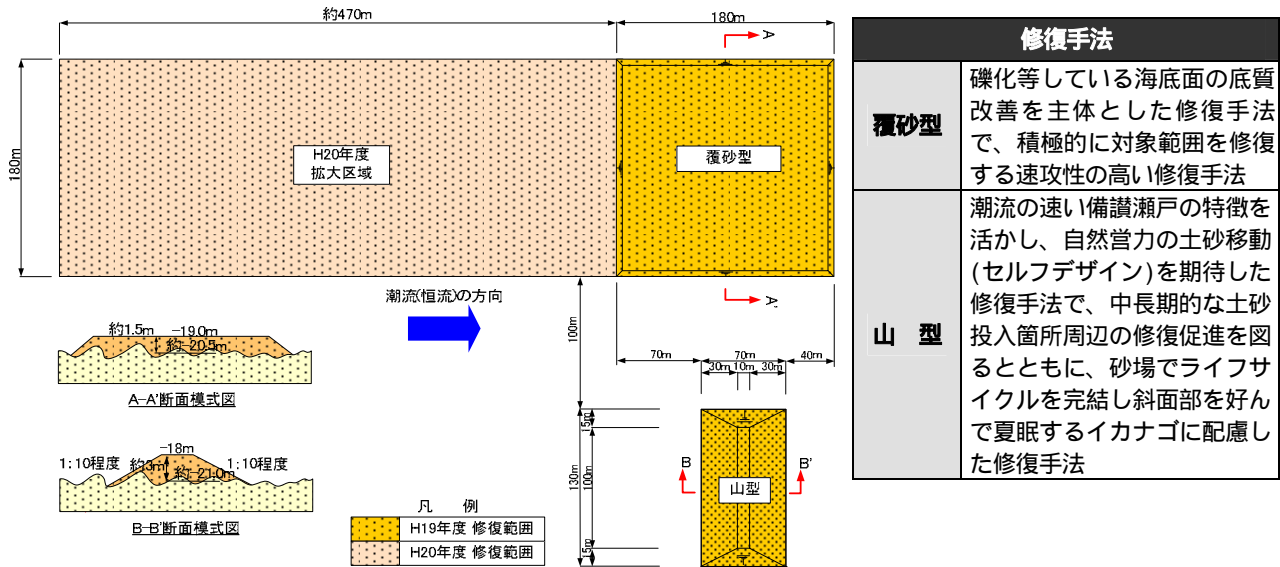 約470m
180m
A
180m
H20年度
拡大区域
覆砂型
潮流(恒流)の方向
A'
100m
70m
70m
40m
30m
10m
30m
約1.5m
-19.0m
約-20.5m
A-A'断面模式図
15m
130m
100m
15m
B
B'
山型
-18m
1:10程度
約3m
1:10程度
約-21.0m
B-B'断面模式図
凡　例
H19年度 修復範囲
H20年度 修復範囲
修復手法
覆砂型
礫化等している海底面の底質
改善を主体とした修復手法
で、積極的に対象範囲を修復
する速攻性の高い修復手法
山　型
潮流の速い備讃瀬戸の特徴を
活かし、自然営力の土砂移動
(セルフデザイン)を期待した
修復手法で、中長期的な土砂
投入箇所周辺の修復促進を図
るとともに、砂場でライフサ
イクルを完結し斜面部を好ん
で夏眠するイカナゴに配慮し
た修復手法